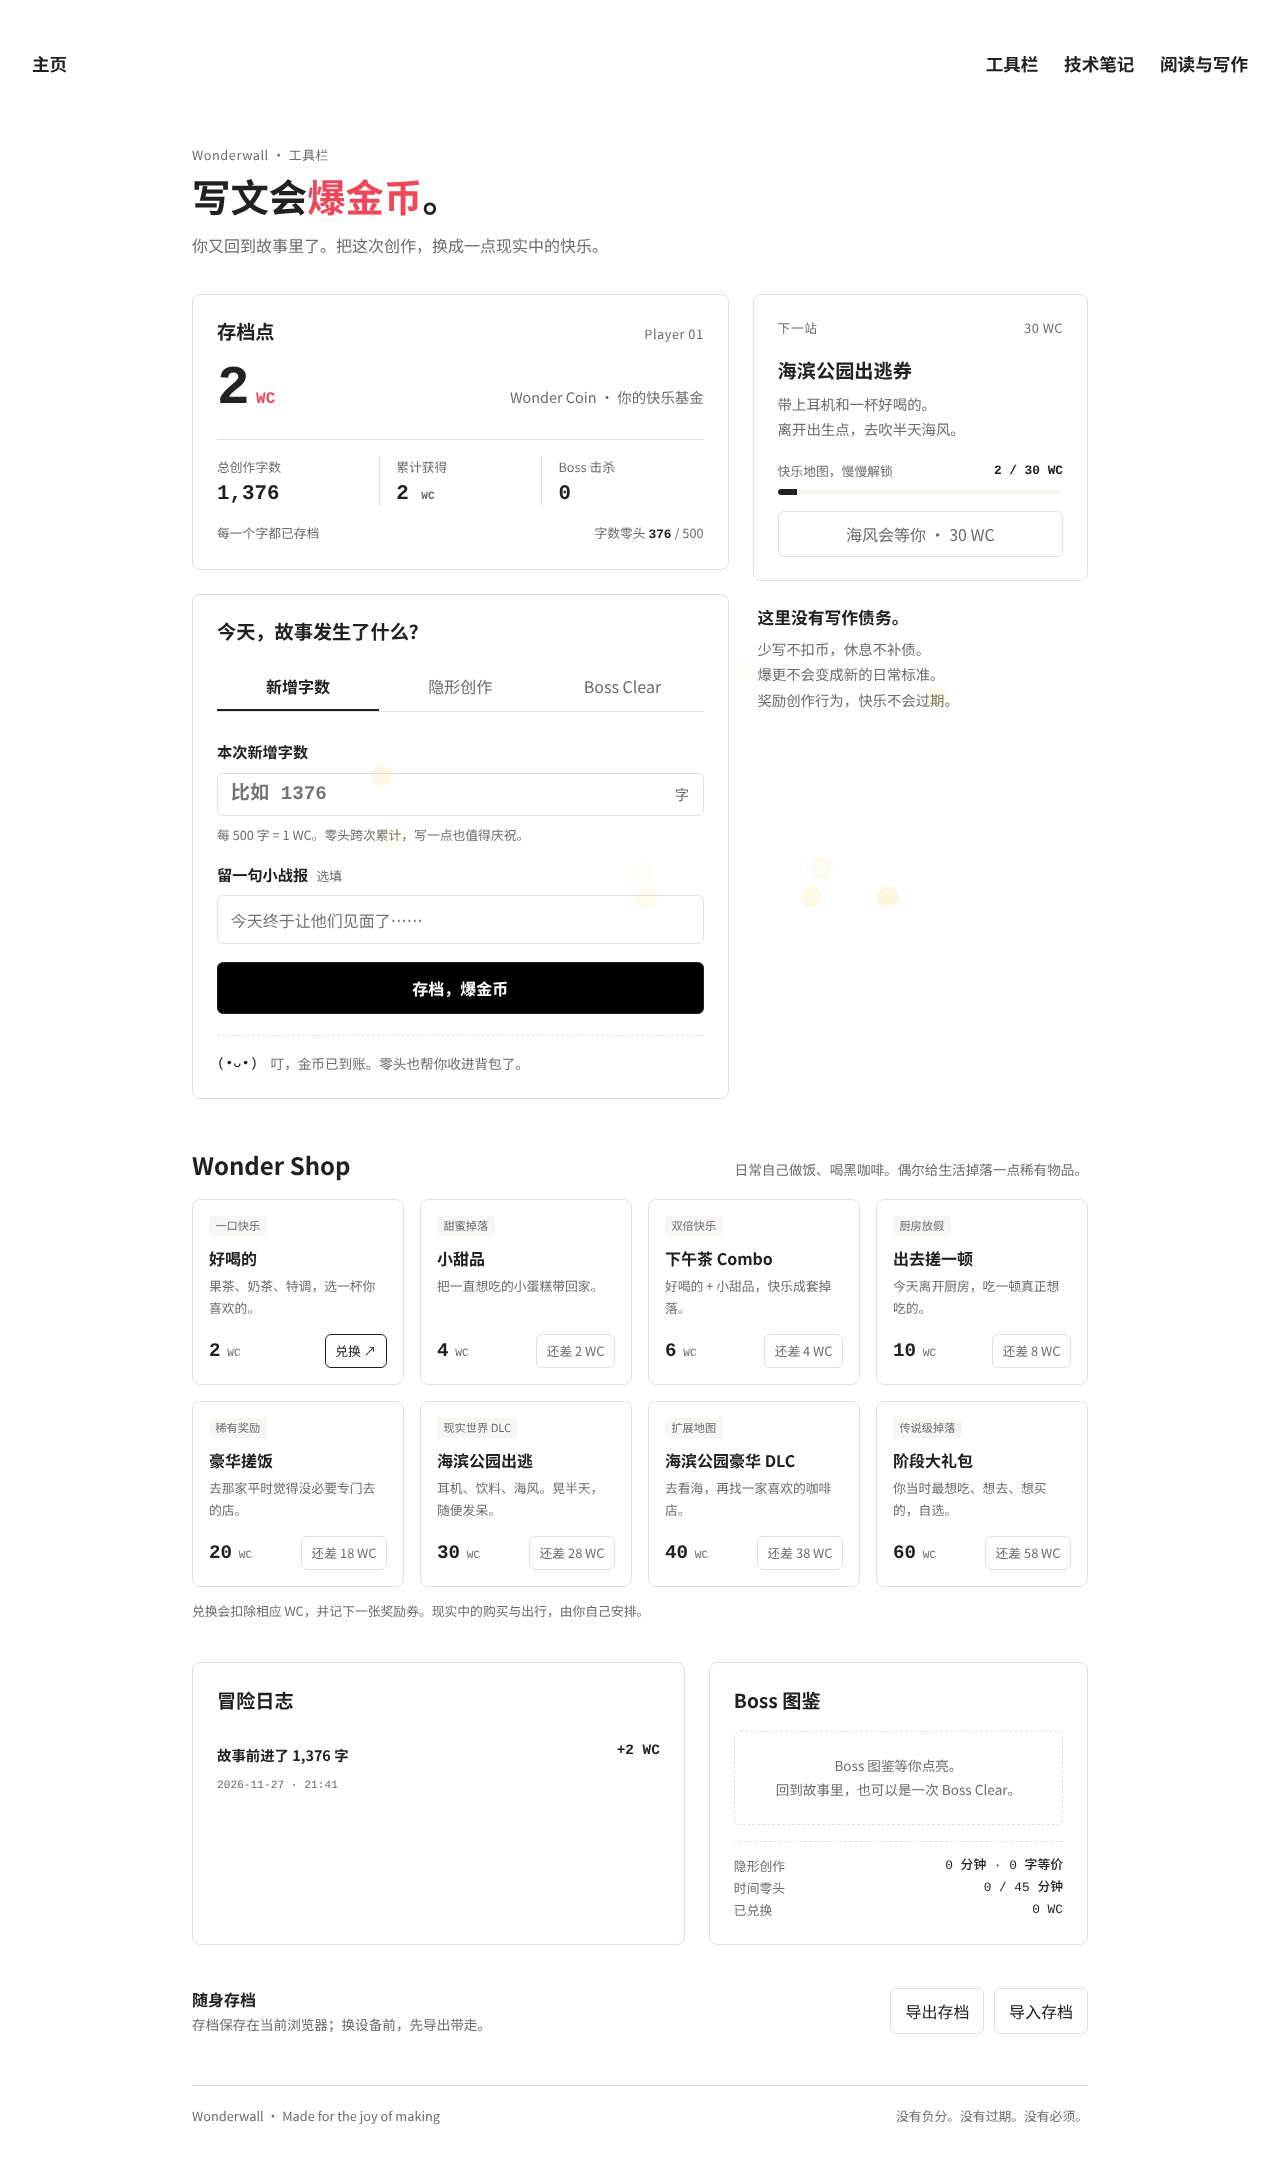 主页
工具栏 技术笔记 阅读与写作
Wonderwall · 工具栏
写文会爆金币。
你又回到故事里了。把这次创作，换成一点现实中的快乐。
存档点
Player 01
2 WC
Wonder Coin · 你的快乐基金
总创作字数
1,376
累计获得
2 WC
Boss 击杀
0
每一个字都已存档
字数零头 376 / 500
下一站
30 WC
海滨公园出逃券
带上耳机和一杯好喝的。
离开出生点，去吹半天海风。
快乐地图，慢慢解锁
2 / 30 WC
海风会等你 · 30 WC
今天，故事发生了什么？
新增字数
隐形创作
Boss Clear
本次新增字数
比如 1376
字
每 500 字 = 1 WC。零头跨次累计，写一点也值得庆祝。
留一句小战报 选填
今天终于让他们见面了……
存档，爆金币
(•ᴗ•) 叮，金币已到账。零头也帮你收进背包了。
这里没有写作债务。
少写不扣币，休息不补债。
爆更不会变成新的日常标准。
奖励创作行为，快乐不会过期。
Wonder Shop
日常自己做饭、喝黑咖啡。偶尔给生活掉落一点稀有物品。
一口快乐
好喝的
果茶、奶茶、特调，选一杯你
喜欢的。
2 WC
兑换 ↗
甜蜜掉落
小甜品
把一直想吃的小蛋糕带回家。
4 WC
还差 2 WC
双倍快乐
下午茶 Combo
好喝的 + 小甜品，快乐成套掉
落。
6 WC
还差 4 WC
厨房放假
出去搓一顿
今天离开厨房，吃一顿真正想
吃的。
10 WC
还差 8 WC
稀有奖励
豪华搓饭
去那家平时觉得没必要专门去
的店。
20 WC
还差 18 WC
现实世界 DLC
海滨公园出逃
耳机、饮料、海风。晃半天，
随便发呆。
30 WC
还差 28 WC
扩展地图
海滨公园豪华 DLC
去看海，再找一家喜欢的咖啡
店。
40 WC
还差 38 WC
传说级掉落
阶段大礼包
你当时最想吃、想去、想买
的，自选。
60 WC
还差 58 WC
兑换会扣除相应 WC，并记下一张奖励券。现实中的购买与出行，由你自己安排。
冒险日志
故事前进了 1,376 字
+2 WC
2026-11-27 · 21:41
Boss 图鉴
Boss 图鉴等你点亮。
回到故事里，也可以是一次 Boss Clear。
隐形创作
0 分钟 · 0 字等价
时间零头
0 / 45 分钟
已兑换
0 WC
随身存档
存档保存在当前浏览器；换设备前，先导出带走。
导出存档
导入存档
Wonderwall · Made for the joy of making
没有负分。没有过期。没有必须。